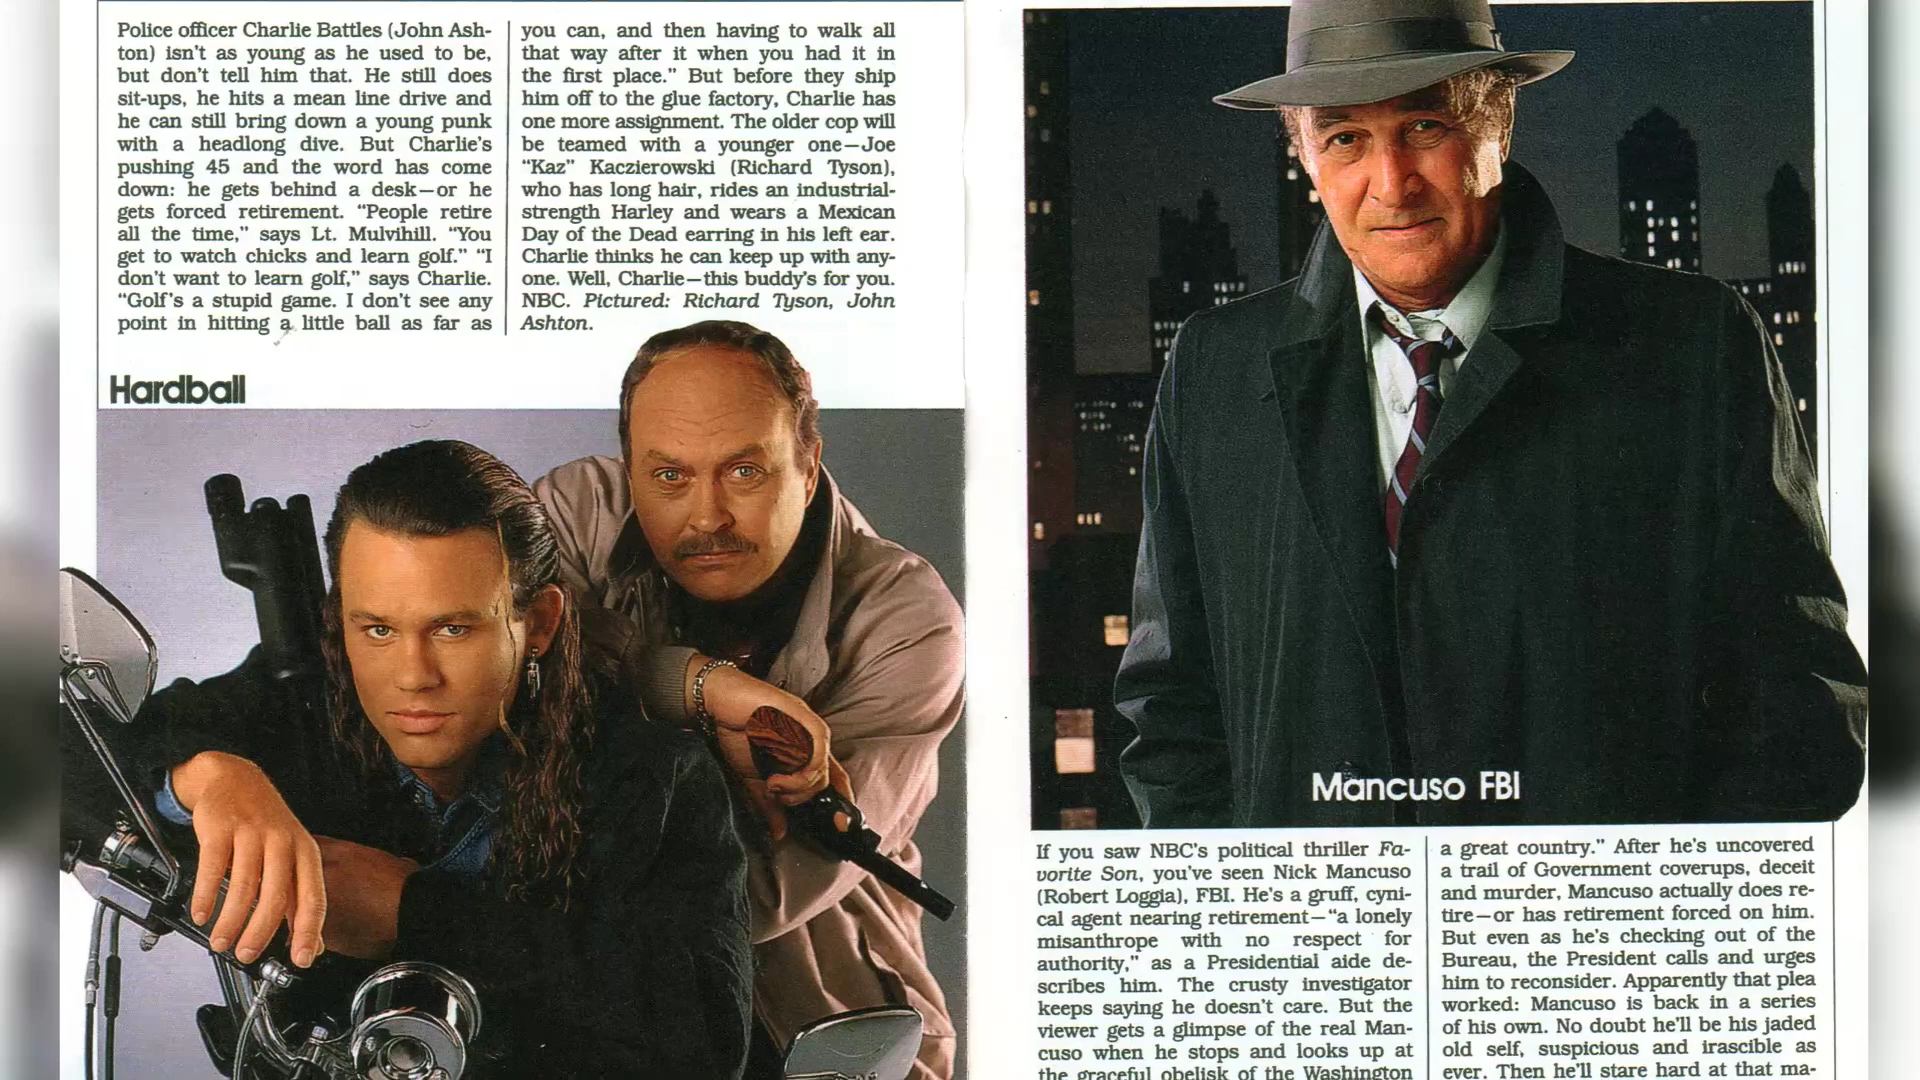 Police officer Charlie Battles (John Ash-
ton) isn't as young as he used to be,
but don't tell him that. He still does
sit-ups, he hits a mean line drive and
he can still bring down a young punk
with a headlong dive. But Charlie's
pushing 45 and the word has come
down: he gets behind a desk—or he
gets forced retirement. “People retire
all the time,” says Lt. Mulvihill. “You
get to watch chicks and learn golf.” “I
don't want to learn golf,” says Charlie.
“Golf's a stupid game. I don't see any
point in hitting a little ball as far as
you can, and then having to walk all
that way after it when you had it in
the first place.” But before they ship
him off to the glue factory, Charlie has
one more assignment. The older cop will
be teamed with a younger one—Joe
“Kaz” Kaczierowski (Richard Tyson),
who has long hair, rides an industrial-
strength Harley and wears a Mexican
Day of the Dead earring in his left ear.
Charlie thinks he can keep up with any-
one. Well, Charlie—this buddy's for you.
NBC. Pictured: Richard Tyson, John
Ashton.
Hardball
Mancuso FBI
If you saw NBC's political thriller Fa-
vorite Son, you've seen Nick Mancuso
(Robert Loggia), FBI. He's a gruff, cyni-
cal agent nearing retirement—“a lonely
misanthrope with no respect for
authority,” as a Presidential aide de-
scribes him. The crusty investigator
keeps saying he doesn't care. But the
viewer gets a glimpse of the real Man-
cuso when he stops and looks up at
the graceful obelisk of the Washington
a great country.” After he's uncovered
a trail of Government coverups, deceit
and murder, Mancuso actually does re-
tire—or has retirement forced on him.
But even as he's checking out of the
Bureau, the President calls and urges
him to reconsider. Apparently that plea
worked: Mancuso is back in a series
of his own. No doubt he'll be his jaded
old self, suspicious and irascible as
ever. Then he'll stare hard at that ma-